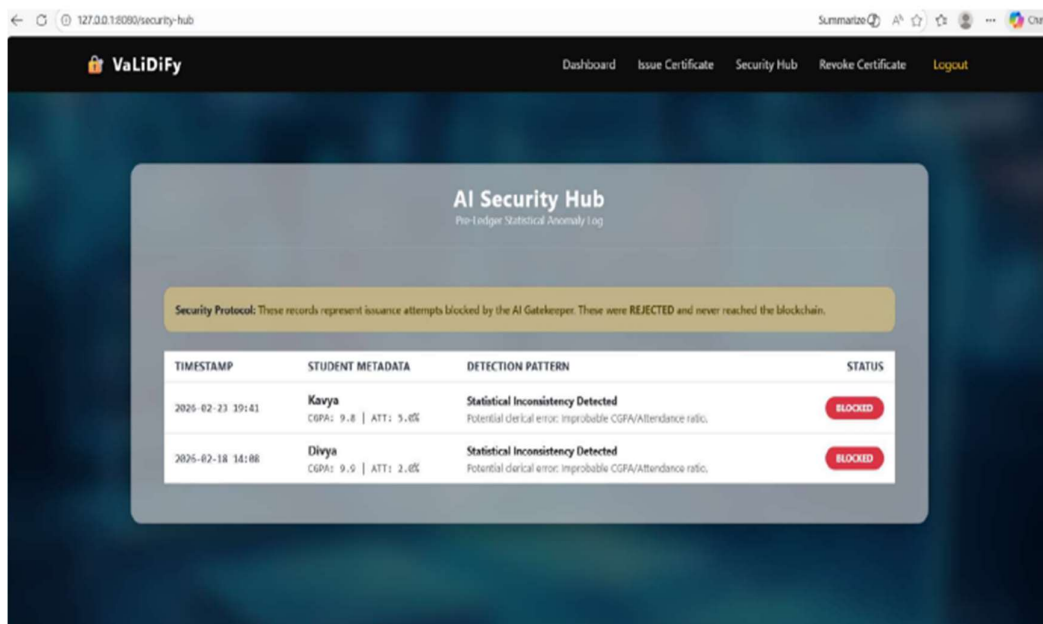 127.0.0.1:8080/security-hub Summarize
VaLiDiFy Dashboard Issue Certificate Security Hub Revoke Certificate Logout
AI Security Hub
Pre-Ledger Statistical Anomaly Log
Security Protocol: These records represent issuance attempts blocked by the AI Gatekeeper. These were REJECTED and never reached the blockchain.
TIMESTAMP STUDENT METADATA DETECTION PATTERN STATUS
2026-02-23 19:41 Kavya Statistical Inconsistency Detected BLOCKED
CGPA: 9.8 | ATT: 5.0% Potential clerical error: Improbable CGPA/Attendance ratio.
2026-02-18 14:08 Divya Statistical Inconsistency Detected BLOCKED
CGPA: 9.9 | ATT: 2.0% Potential clerical error: Improbable CGPA/Attendance ratio.